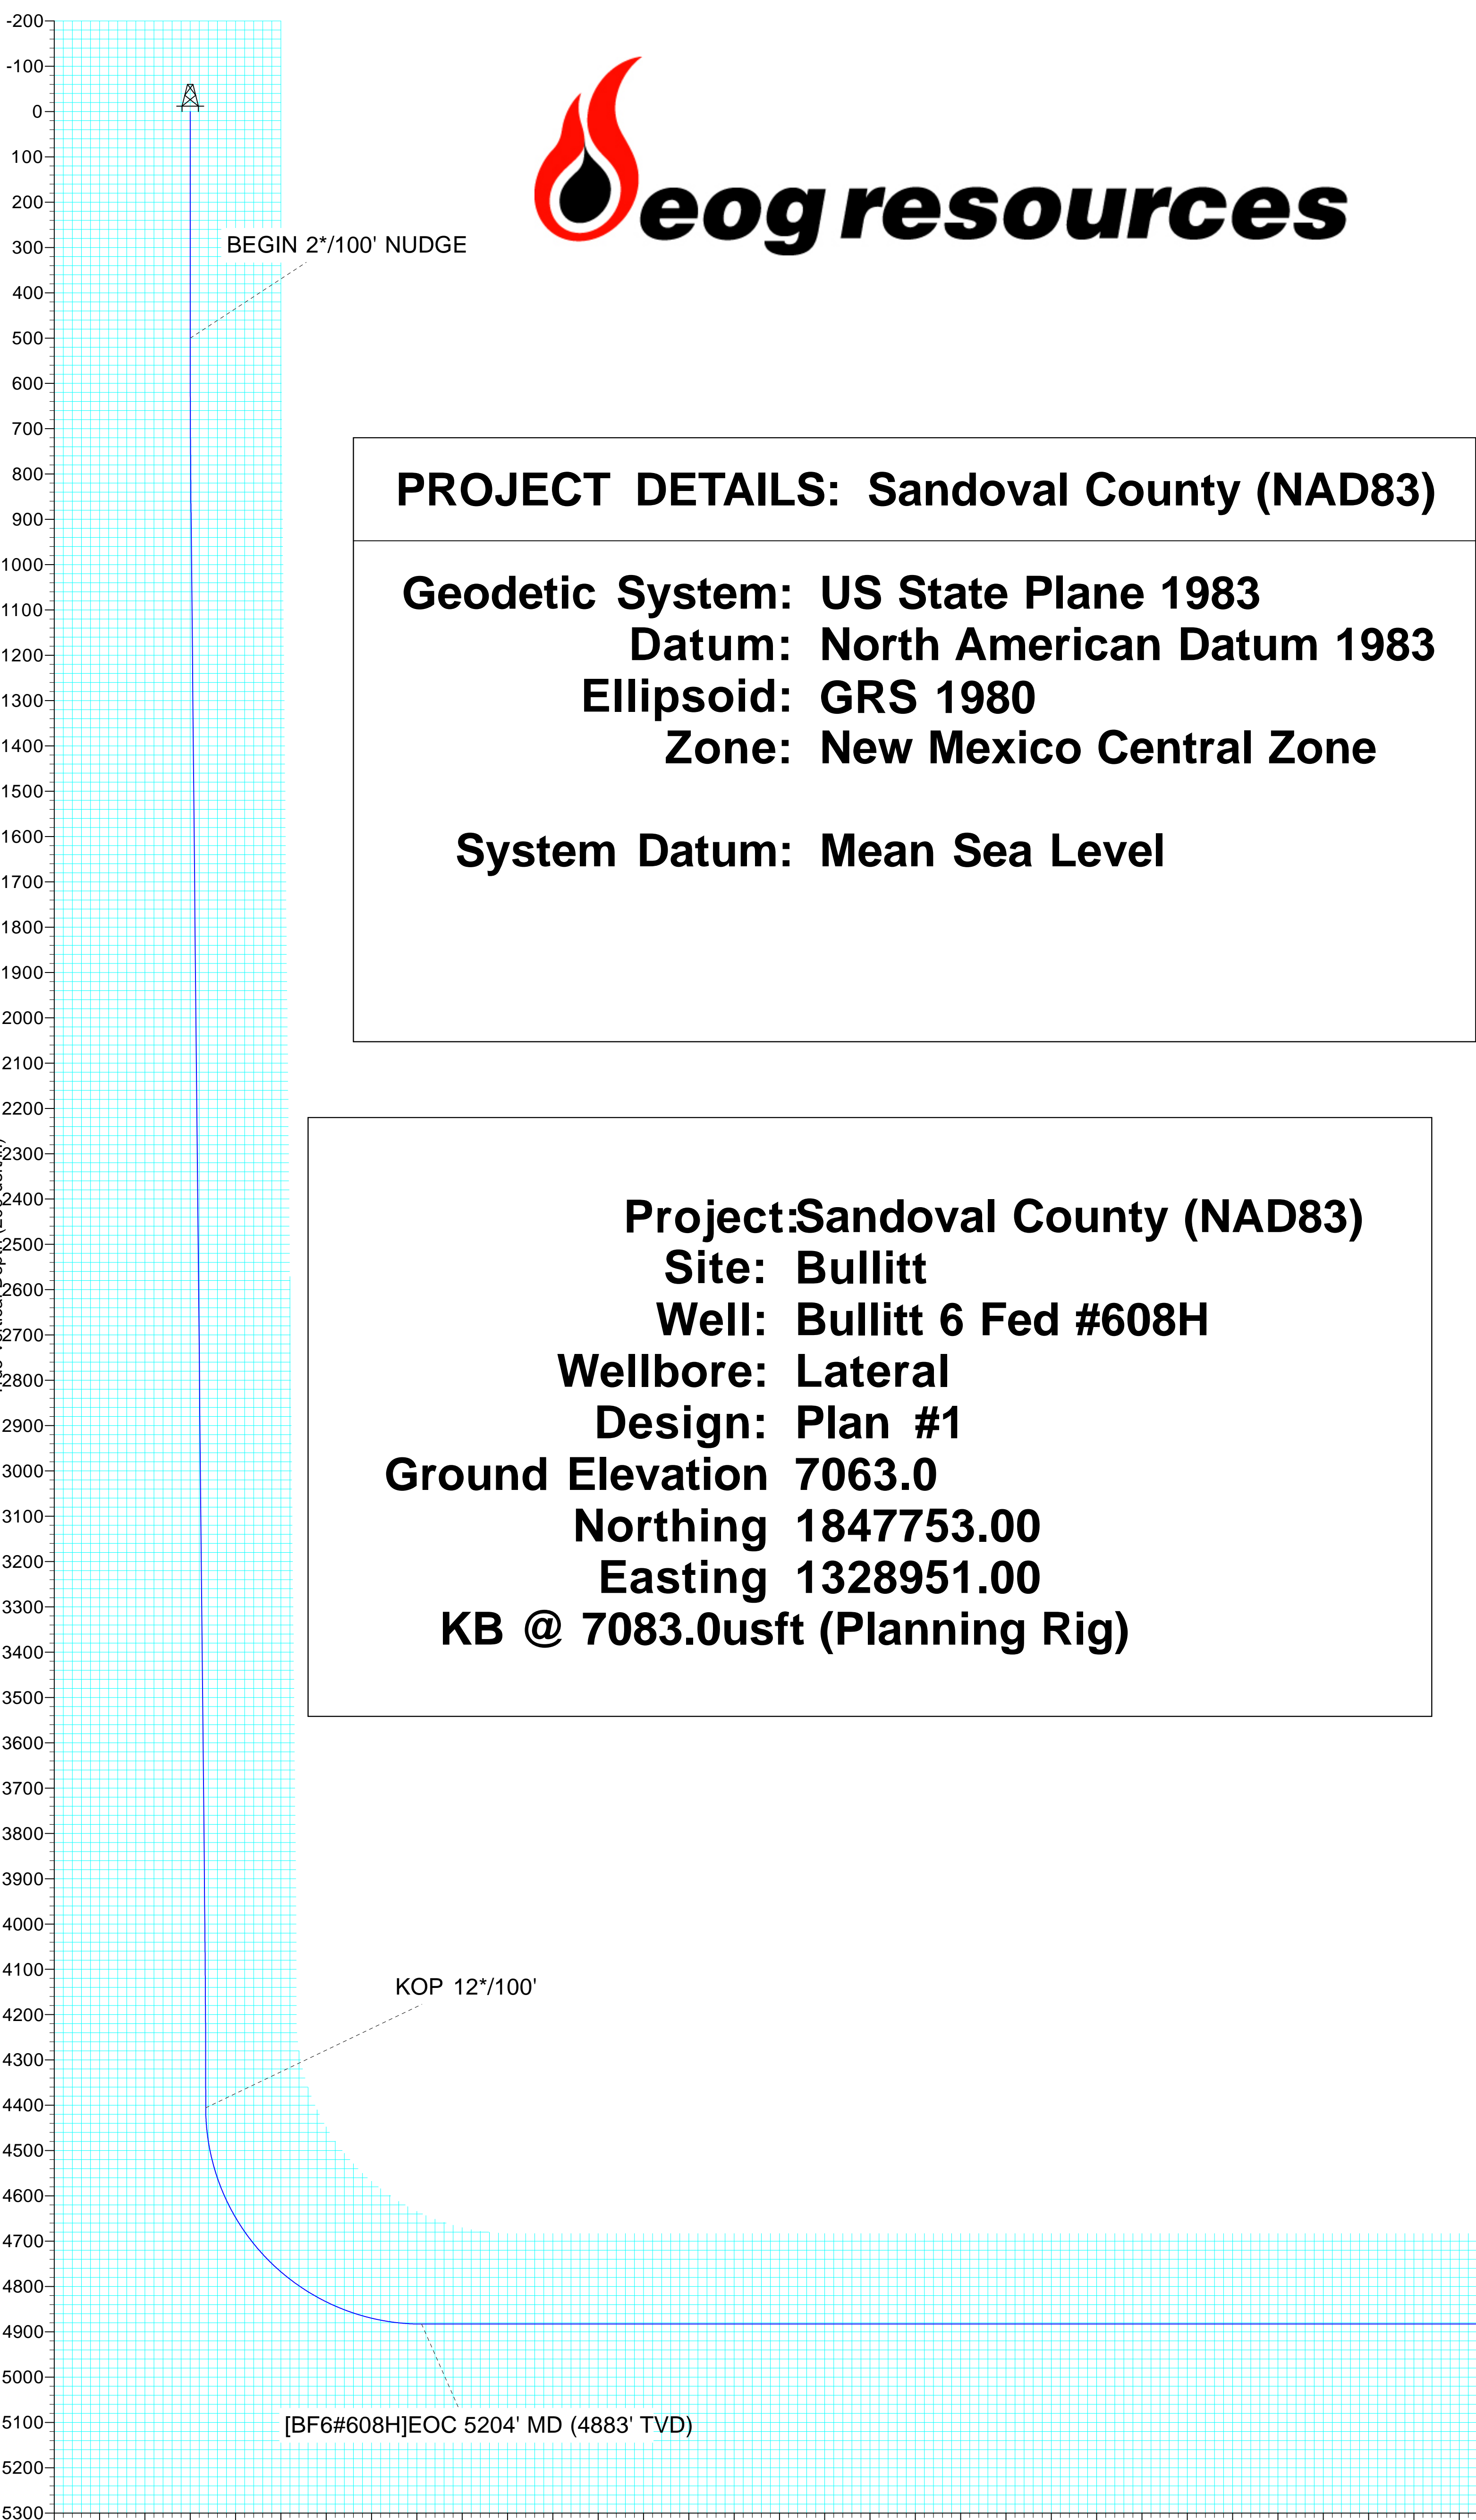 -200
-100
0
100
200
300
400
500
600
700
800
900
1000
1100
1200
1300
1400
1500
1600
1700
1800
1900
2000
2100
2200
2300
2400
2500
2600
2700
2800
2900
3000
3100
3200
3300
3400
3500
3600
3700
3800
3900
4000
4100
4200
4300
4400
4500
4600
4700
4800
4900
5000
5100
5200
5300
eog resources
BEGIN 2*/100' NUDGE
PROJECT DETAILS: Sandoval County (NAD83)
Geodetic System: US State Plane 1983
Datum: North American Datum 1983
Ellipsoid: GRS 1980
Zone: New Mexico Central Zone
System Datum: Mean Sea Level
Project:Sandoval County (NAD83)
Site: Bullitt
Well: Bullitt 6 Fed #608H
Wellbore: Lateral
Design: Plan #1
Ground Elevation 7063.0
Northing 1847753.00
Easting 1328951.00
KB @ 7083.0usft (Planning Rig)
KOP 12*/100'
[BF6#608H]EOC 5204' MD (4883' TVD)